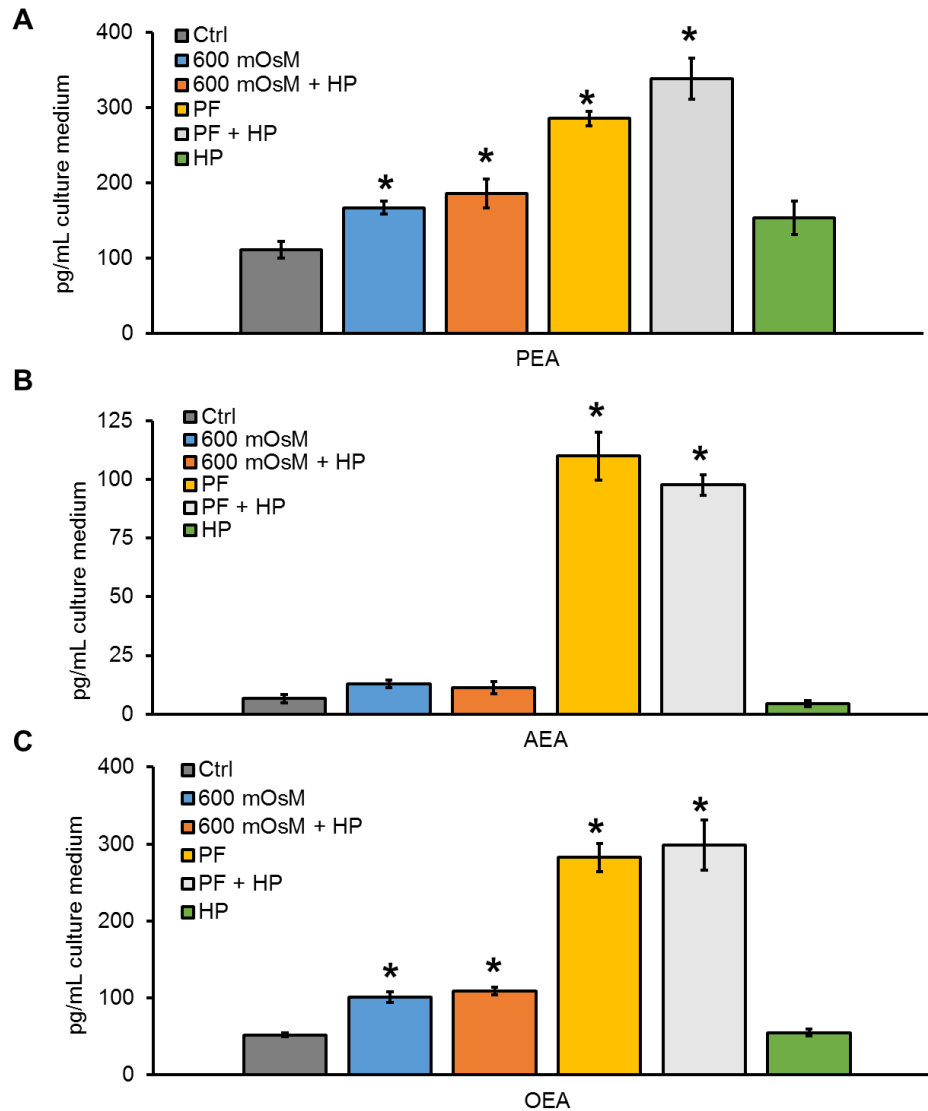 A
400
300
200
100
0
pg/mL culture medium
Ctrl
600 mOsM
600 mOsM + HP
PF
PF + HP
HP
*
*
*
*
PEA
B
125
100
75
50
25
0
pg/mL culture medium
Ctrl
600 mOsM
600 mOsM + HP
PF
PF + HP
HP
*
*
AEA
C
400
300
200
100
0
pg/mL culture medium
Ctrl
600 mOsM
600 mOsM + HP
PF
PF + HP
HP
*
*
*
*
OEA